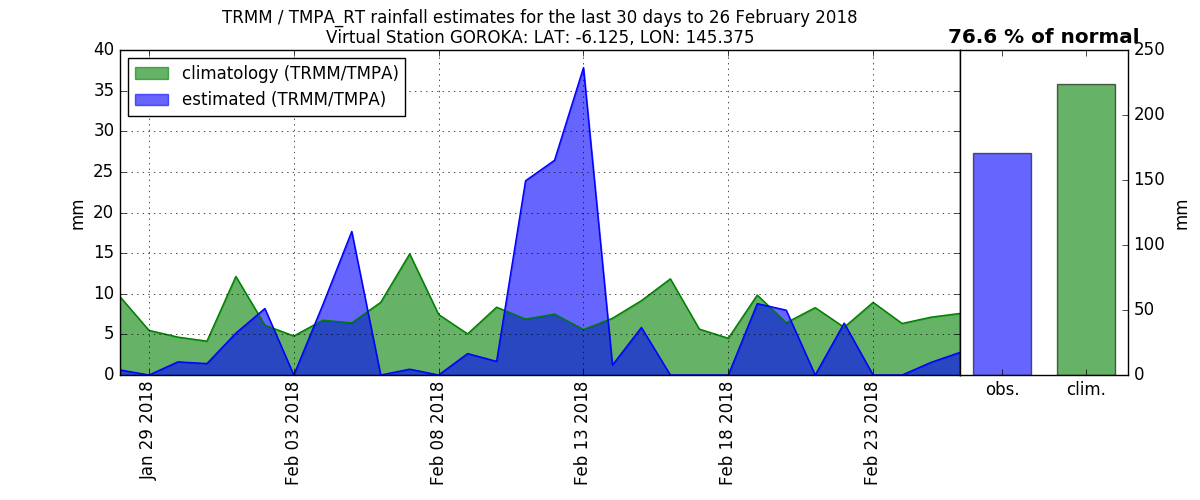 TRMM / TMPA_RT rainfall estimates for the last 30 days to 26 February 2018
Virtual Station GOROKA: LAT: -6.125, LON: 145.375
76.6 % of normal
climatology (TRMM/TMPA)
estimated (TRMM/TMPA)
40
35
30
25
20
15
10
5
0
mm
Jan 29 2018
Feb 03 2018
Feb 08 2018
Feb 13 2018
Feb 18 2018
Feb 23 2018
250
200
150
100
50
0
mm
obs.
clim.